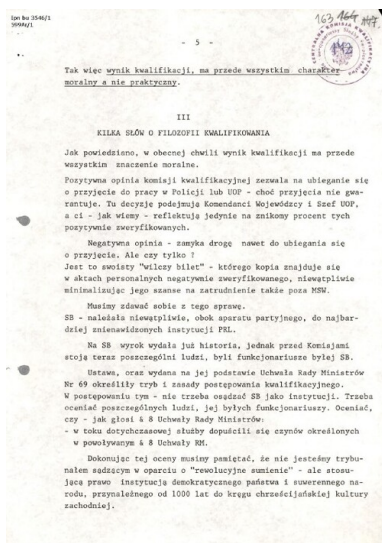 ipn bu 3546/1
399AV/1
163 164
- 5 -
Tak więc wynik kwalifikacji, ma przede wszystkim charakter
moralny a nie praktyczny.
III
KILKA SŁÓW O FILOZOFII KWALIFIKOWANIA
Jak powiedziano, w obecnej chwili wynik kwalifikacji ma przede
wszystkim znaczenie moralne.
Pozytywna opinia komisji kwalifikacyjnej zezwala na ubieganie się
o przyjęcie do pracy w Policji lub UOP - choć przyjęcia nie gwa-
rantuje. Tu decyzję podejmują Komendanci Wojewódzcy i Szef UOP,
a ci - jak wiemy - reflektują jedynie na znikomy procent tych
pozytywnie zweryfikowanych.
Negatywna opinia - zamyka drogę nawet do ubiegania się
o przyjęcie. Ale czy tylko ?
Jest to swoisty "wilczy bilet" - którego kopia znajduje się
w aktach personalnych negatywnie zweryfikowanego, niewątpliwie
minimalizując jego szanse na zatrudnienie także poza MSW.
Musimy zdawać sobie z tego sprawę.
SB - należała niewątpliwie, obok aparatu partyjnego, do najbar-
dziej znienawidzonych instytucji PRL.
Na SB wyrok wydała już historia, jednak przed Komisjami
stoją teraz poszczególni ludzi, byli funkcjonariusze byłej SB.
Ustawa, oraz wydana na jej podstawie Uchwała Rady Ministrów
Nr 69 określiły tryb i zasady postępowania kwalifikacyjnego.
W postępowaniu tym - nie trzeba osądzać SB jako instytucji. Trzeba
oceniać poszczególnych ludzi, jej byłych funkcjonariuszy. Oceniać,
czy - jak głosi & 8 Uchwały Rady Ministrów:
- w toku dotychczasowej służby dopuścili się czynów określonych
w powoływanym & 8 Uchwały RM.
Dokonując tej oceny musimy pamiętać, że nie jesteśmy trybu-
nałem sądzącym w oparciu o "rewolucyjne sumienie" - ale stosu-
jącą prawo instytucją demokratycznego państwa i suwerennego na-
rodu, przynależnego od 1000 lat do kręgu chrześcijańskiej kultury
zachodniej.